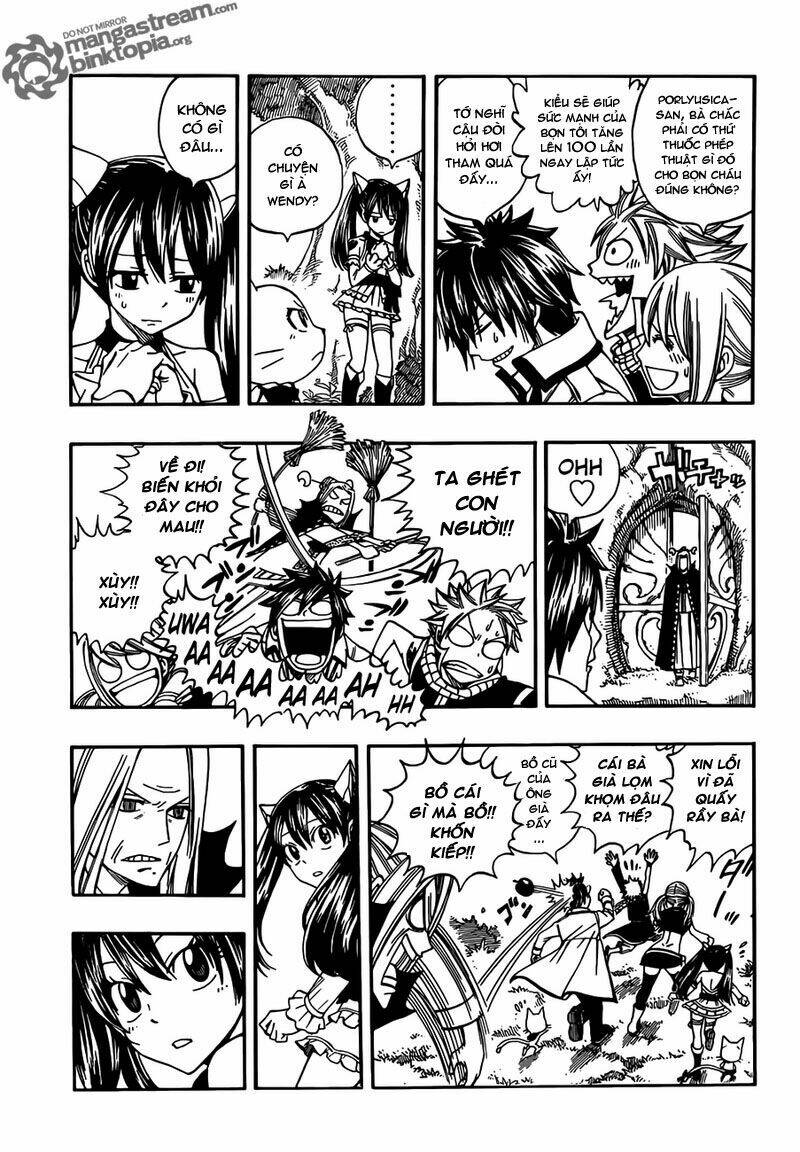 DO NOT MIRROR
mangastream.com
binktopia.org
PORLYUSICA-
SAN, BÀ CHẮC
PHẢI CÓ THỨ
THUỐC PHÉP
THUẬT GÌ ĐÓ
CHO BỌN CHÁU
ĐÚNG KHÔNG?
KIỂU SẼ GIÚP
SỨC MẠNH CỦA
BỌN TÔI TĂNG
LÊN 100 LẦN
NGAY LẬP TỨC
ẤY!
TỚ NGHĨ
CẬU ĐÒI
HỎI HƠI
THAM QUÁ
ĐẤY...
.......
CÓ
CHUYỆN
GÌ À
WENDY?
KHÔNG
CÓ GÌ
ĐÂU...
OHH
♡
TA GHÉT
CON
NGƯỜI!!
VỀ ĐI!
BIẾN KHỎI
ĐÂY CHO
MAU!!
XÙY!!
XÙY!!
UWA
AA
AA
AA
AA AA AA
AH
HH
XIN LỖI
VÌ ĐÃ
QUẤY
RẦY BÀ!
CÁI BÀ
GIÀ LỌM
KHỌM ĐÂU
RA THẾ?
BỒ CŨ
CỦA
ÔNG
GIÀ
ĐẤY
...
BỒ CÁI
GÌ MÀ BỒ!!
KHỐN
KIẾP!!